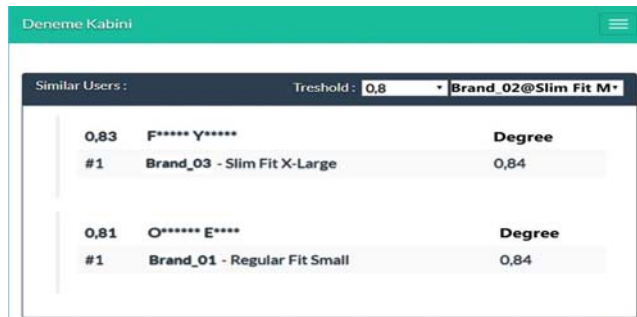 Deneme Kabini
Similar Users : Treshold : 0,8 Brand_02@Slim Fit M
0,83 F***** Y***** Degree
#1 Brand_03 - Slim Fit X-Large 0,84
0,81 O****** E**** Degree
#1 Brand_01 - Regular Fit Small 0,84